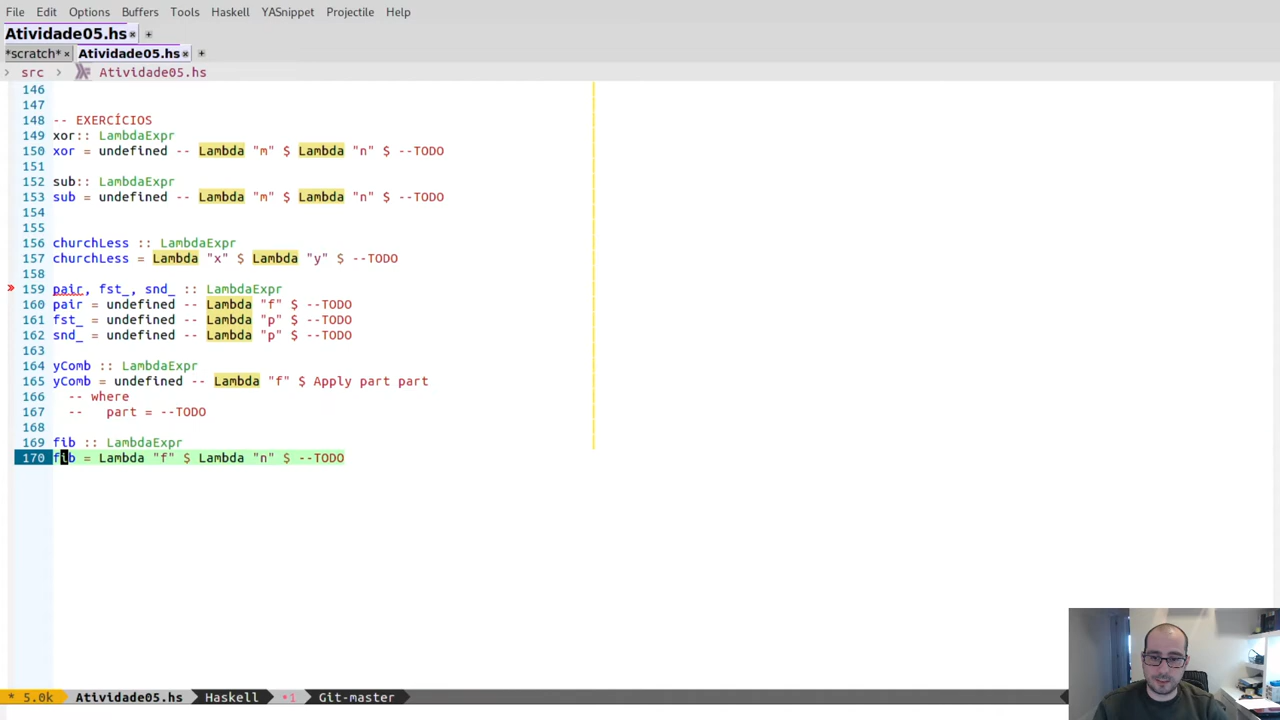 File Edit Options Buffers Tools Haskell YASnippet Projectile Help
Atividade05.hs × +
*scratch* × Atividade05.hs × +
> src > Atividade05.hs
146
147
148 -- EXERCÍCIOS
149 xor:: LambdaExpr
150 xor = undefined -- Lambda "m" $ Lambda "n" $ --TODO
151
152 sub:: LambdaExpr
153 sub = undefined -- Lambda "m" $ Lambda "n" $ --TODO
154
155
156 churchLess :: LambdaExpr
157 churchLess = Lambda "x" $ Lambda "y" $ --TODO
158
» 159 pair, fst_, snd_ :: LambdaExpr
160 pair = undefined -- Lambda "f" $ --TODO
161 fst_ = undefined -- Lambda "p" $ --TODO
162 snd_ = undefined -- Lambda "p" $ --TODO
163
164 yComb :: LambdaExpr
165 yComb = undefined -- Lambda "f" $ Apply part part
166 -- where
167 -- part = --TODO
168
169 fib :: LambdaExpr
170 fib = Lambda "f" $ Lambda "n" $ --TODO
* 5.0k Atividade05.hs Haskell •1 Git-master